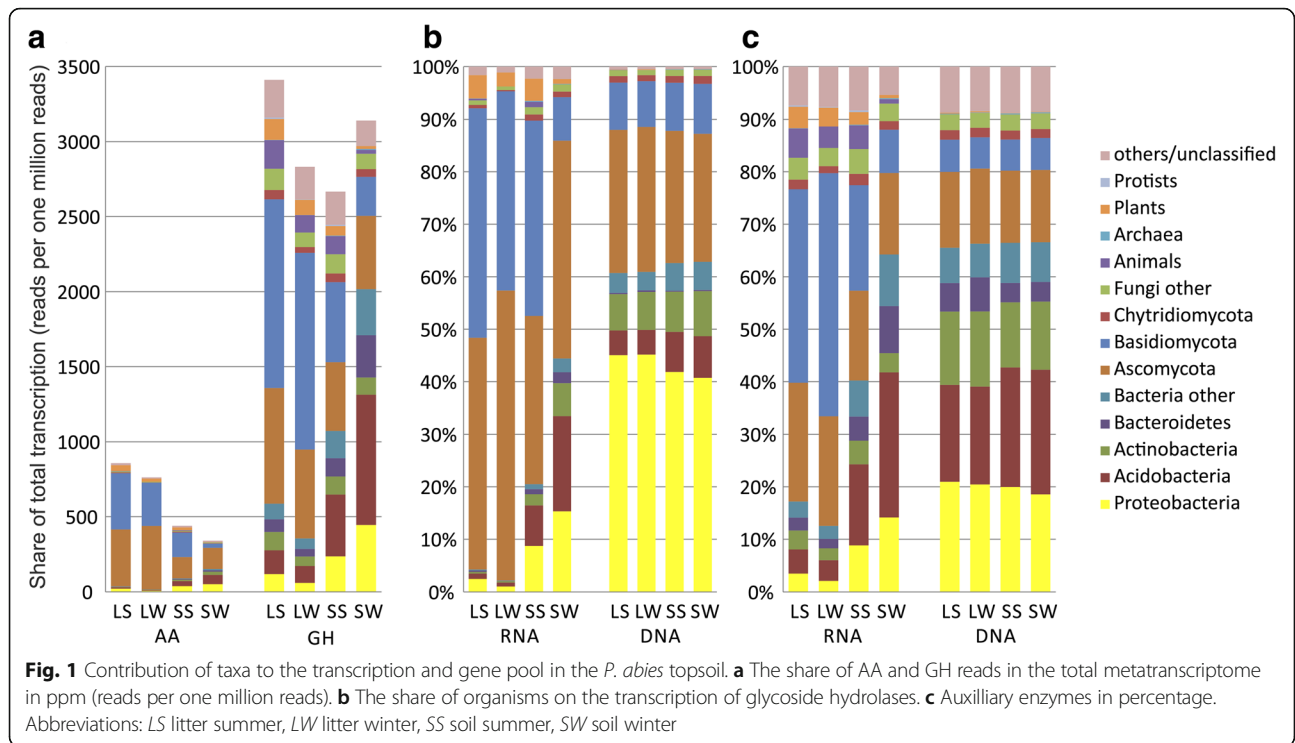 a
b
c
Share of total transcription (reads per one million reads)
3500
3000
2500
2000
1500
1000
500
0
LS LW SS SW
AA
LS LW SS SW
GH
100%
90%
80%
70%
60%
50%
40%
30%
20%
10%
0%
LS LW SS SW
RNA
LS LW SS SW
DNA
100%
90%
80%
70%
60%
50%
40%
30%
20%
10%
0%
LS LW SS SW
RNA
LS LW SS SW
DNA
others/unclassified
Protists
Plants
Archaea
Animals
Fungi other
Chytridiomycota
Basidiomycota
Ascomycota
Bacteria other
Bacteroidetes
Actinobacteria
Acidobacteria
Proteobacteria
Fig. 1 Contribution of taxa to the transcription and gene pool in the P. abies topsoil. a The share of AA and GH reads in the total metatranscriptome
in ppm (reads per one million reads). b The share of organisms on the transcription of glycoside hydrolases. c Auxilliary enzymes in percentage.
Abbreviations: LS litter summer, LW litter winter, SS soil summer, SW soil winter